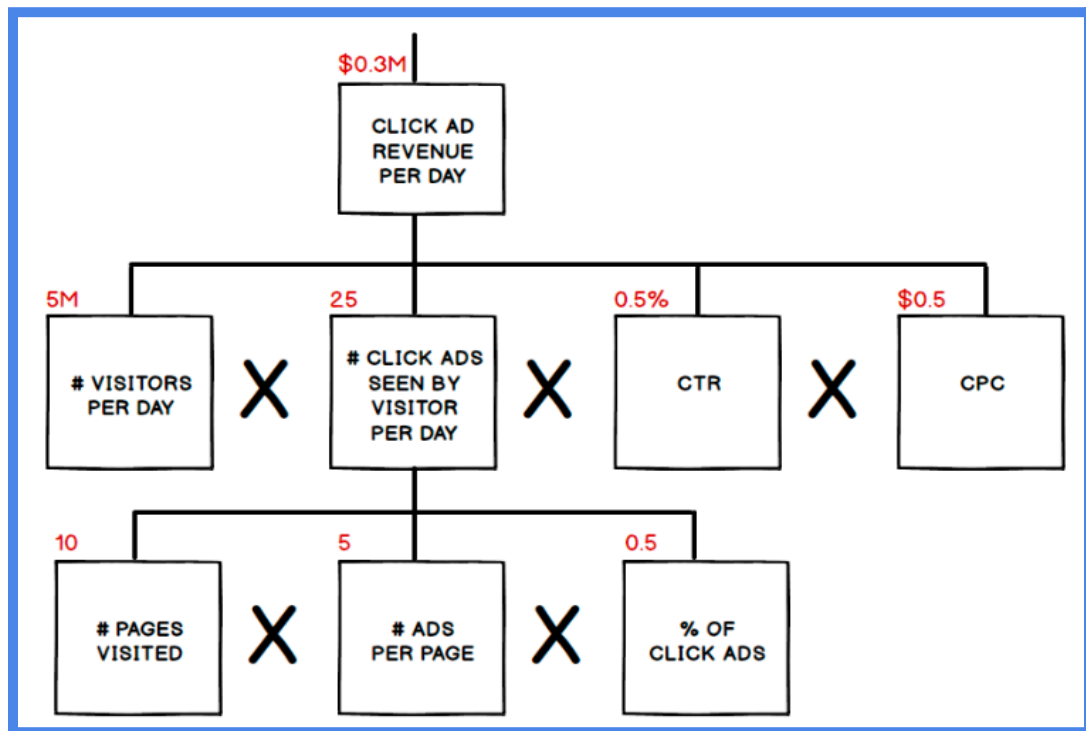 $0.3M
CLICK AD
REVENUE
PER DAY
5M
25
0.5%
$0.5
# VISITORS
PER DAY
X
# CLICK ADS
SEEN BY
VISITOR
PER DAY
X
CTR
X
CPC
10
5
0.5
# PAGES
VISITED
X
# ADS
PER PAGE
X
% OF
CLICK ADS